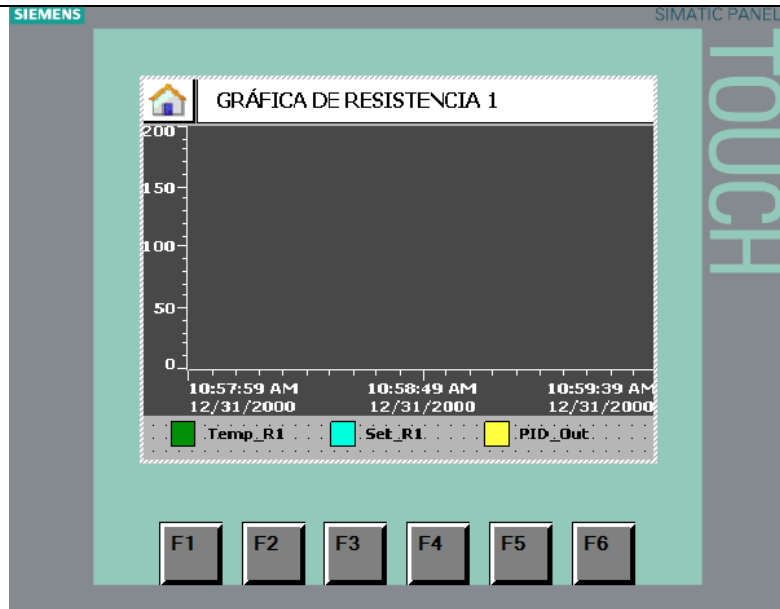 SIEMENS
SIMATIC PANEL
TOUCH
GRÁFICA DE RESISTENCIA 1
200
150
100
50
0
10:57:59 AM 10:58:49 AM 10:59:39 AM
12/31/2000 12/31/2000 12/31/2000
Temp_R1 Set_R1 PID_Out
F1 F2 F3 F4 F5 F6